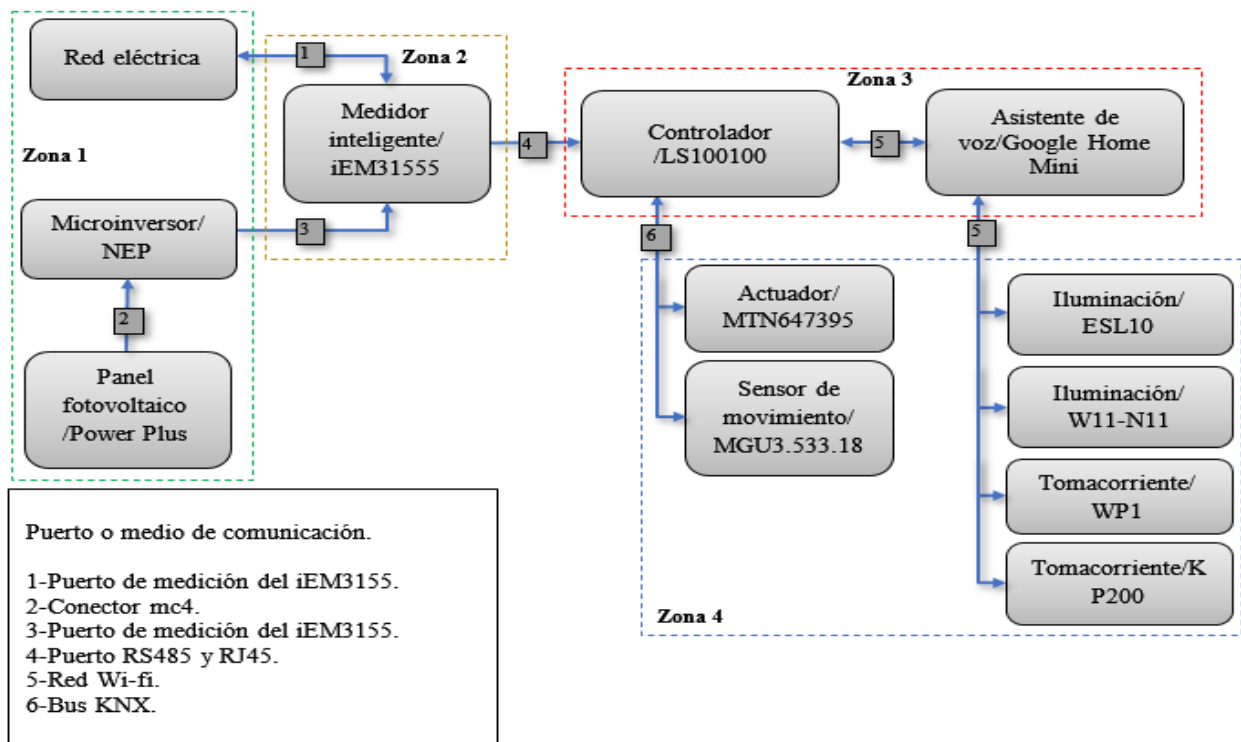 Red eléctrica
1
Zona 2
Medidor
inteligente/
iEM31555
Zona 1
Microinversor/
NEP
3
2
Panel
fotovoltaico
/Power Plus
4
Zona 3
Controlador
/LS100100
5
Asistente de
voz/Google Home
Mini
6
5
Actuador/
MTN647395
Sensor de
movimiento/
MGU3.533.18
Iluminación/
ESL10
Iluminación/
W11-N11
Tomacorriente/
WP1
Tomacorriente/K
P200
Zona 4
Puerto o medio de comunicación.
1-Puerto de medición del iEM3155.
2-Conector mc4.
3-Puerto de medición del iEM3155.
4-Puerto RS485 y RJ45.
5-Red Wi-fi.
6-Bus KNX.